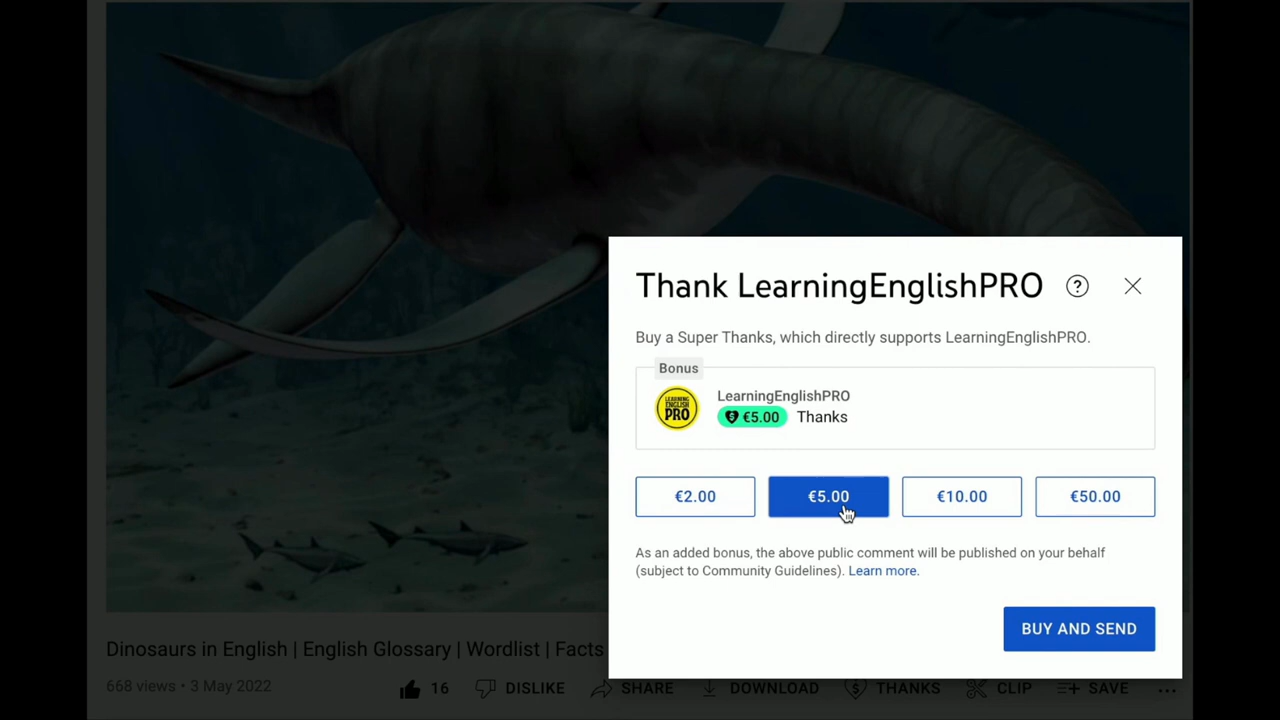 Thank LearningEnglishPRO
Buy a Super Thanks, which directly supports LearningEnglishPRO.
Bonus
LEARNING
ENGLISH
PRO
LearningEnglishPRO
€5.00 Thanks
€2.00 €5.00 €10.00 €50.00
As an added bonus, the above public comment will be published on your behalf
(subject to Community Guidelines). Learn more.
BUY AND SEND
Dinosaurs in English | English Glossary | Wordlist | Facts
668 views • 3 May 2022 16 DISLIKE SHARE DOWNLOAD THANKS CLIP SAVE ...